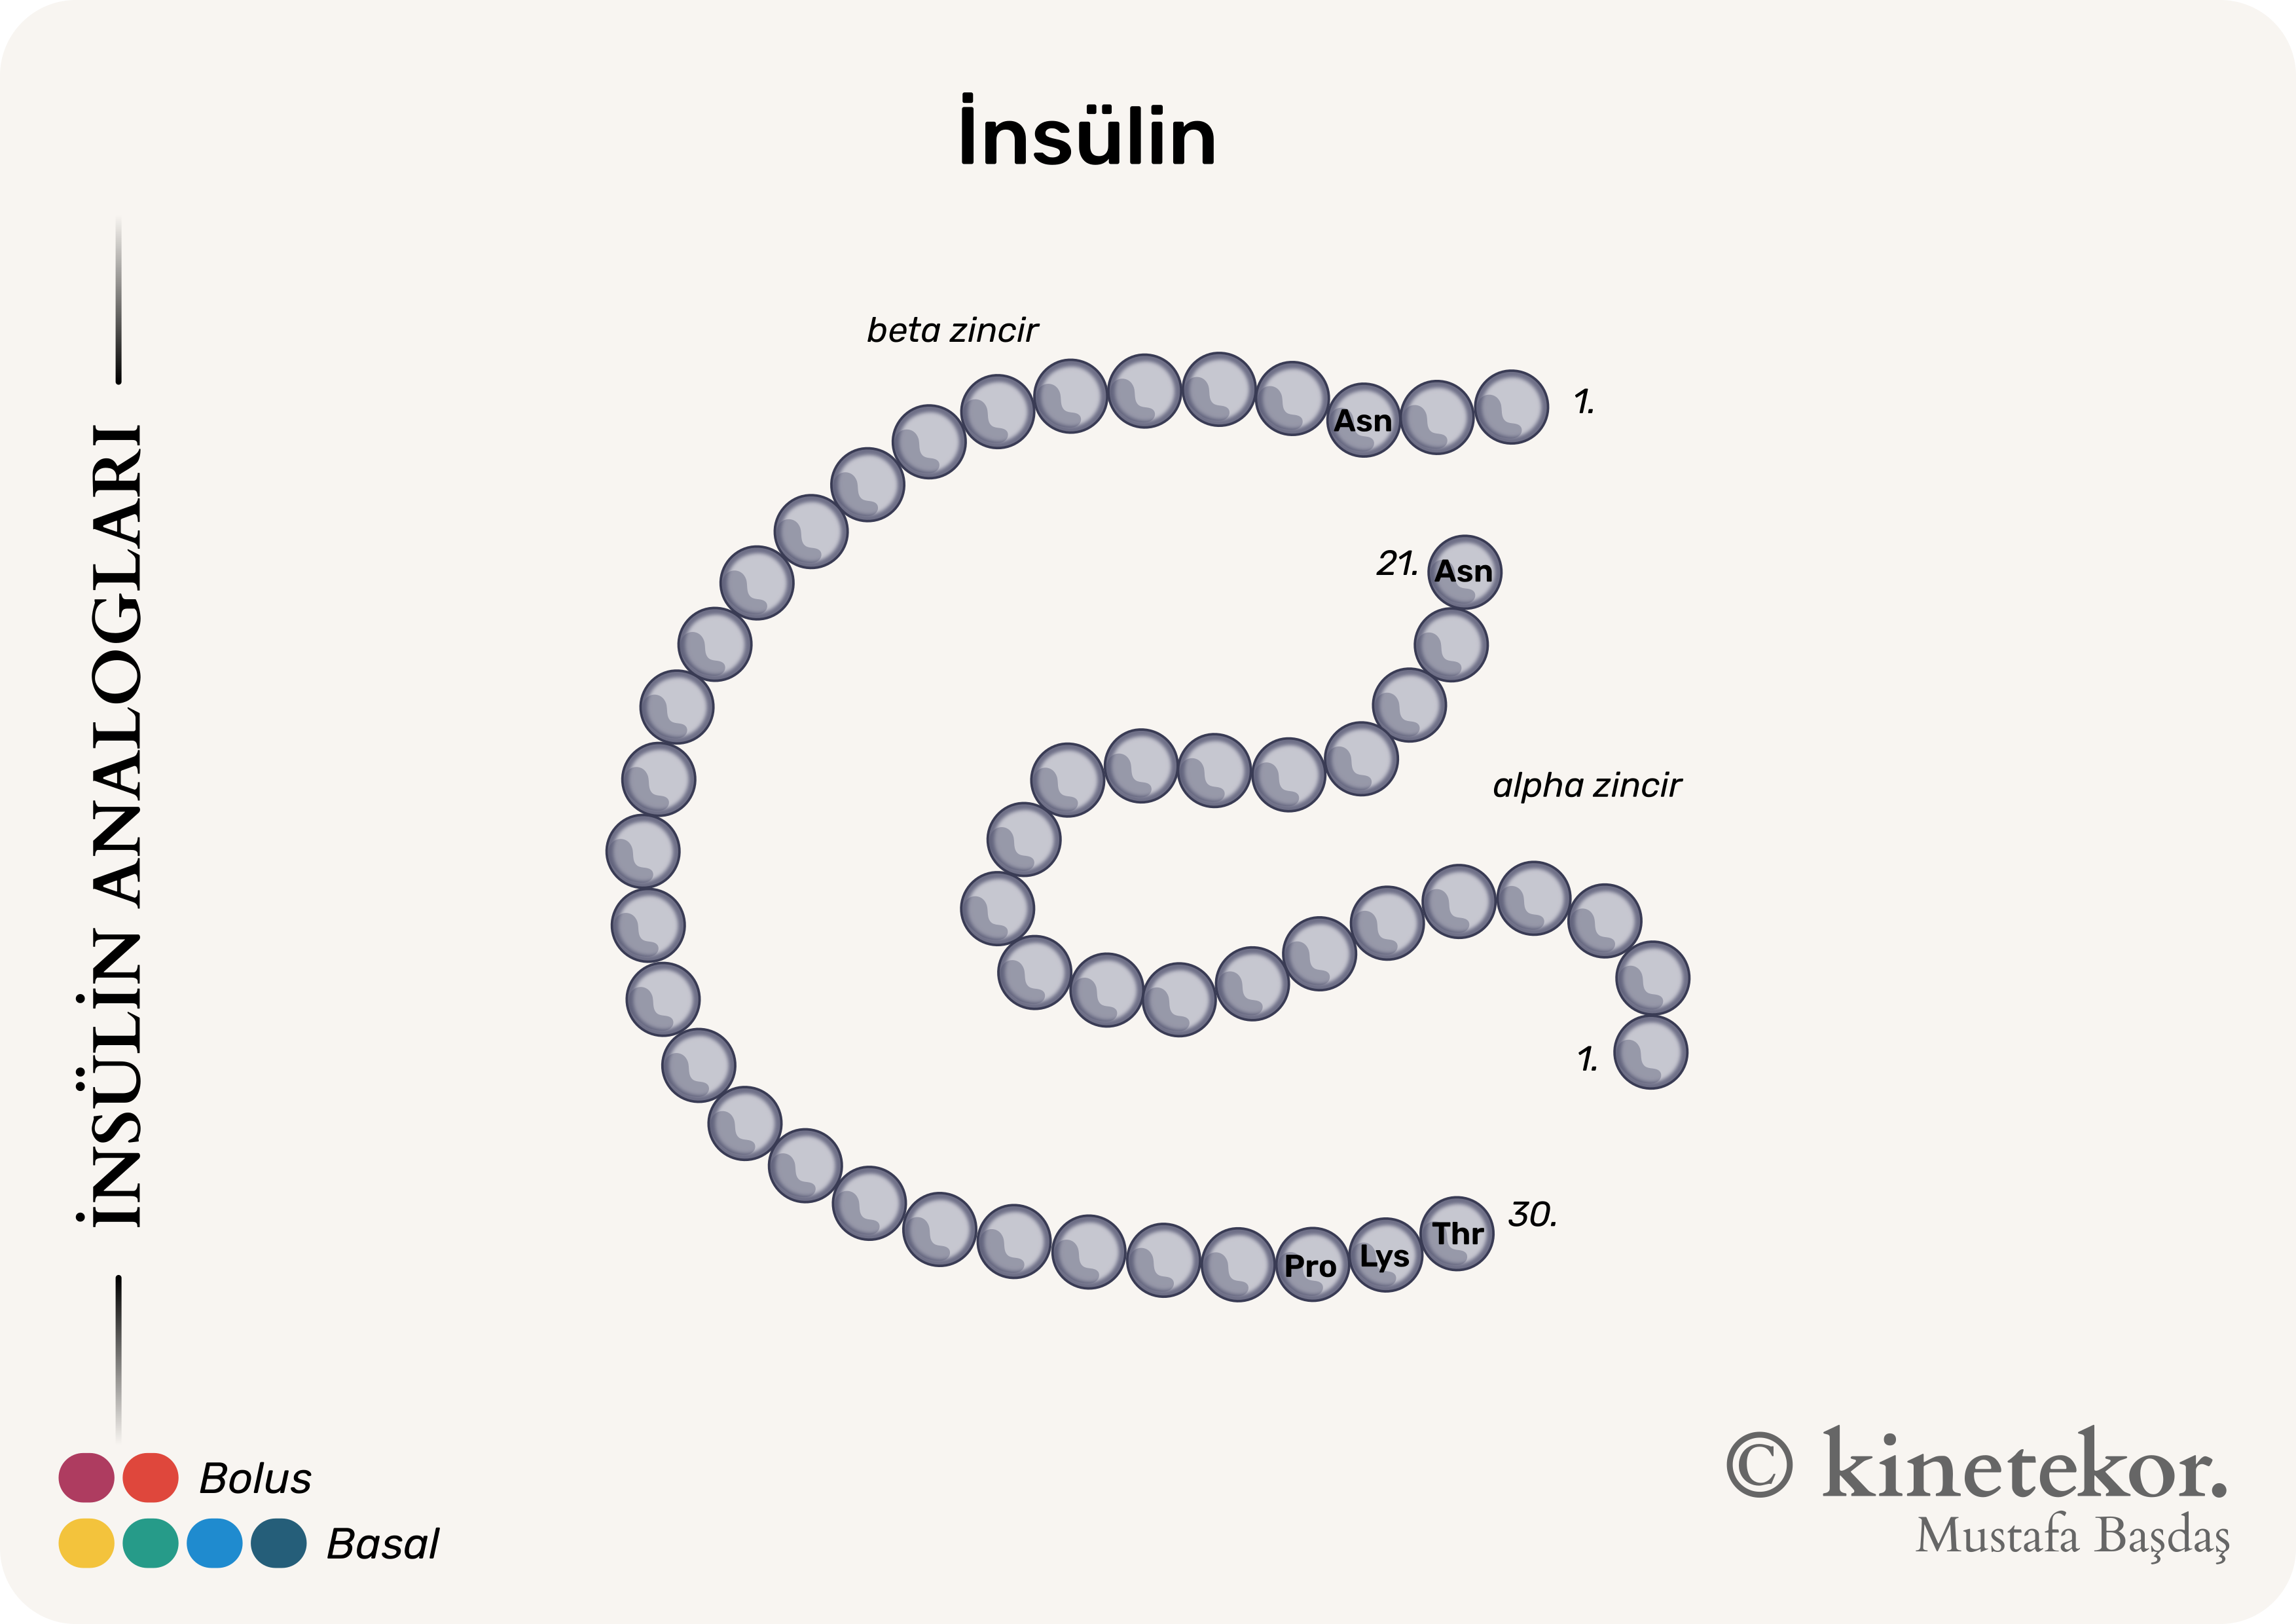 İnsülin
beta zincir
1.
Asn
21.
Asn
alpha zincir
1.
30.
Thr
Lys
Pro
İNSÜLİN ANALOGLARI
Bolus
Basal
© kinetekor.
Mustafa Başdaş